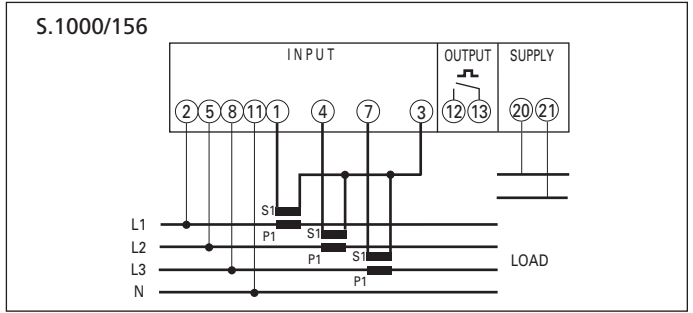 S.1000/156
INPUT
OUTPUT
SUPPLY
2 5 8 11 1 4 7 3 12 13 20 21
S1
L1
P1
S1
L2
P1
S1
LOAD
L3
P1
N